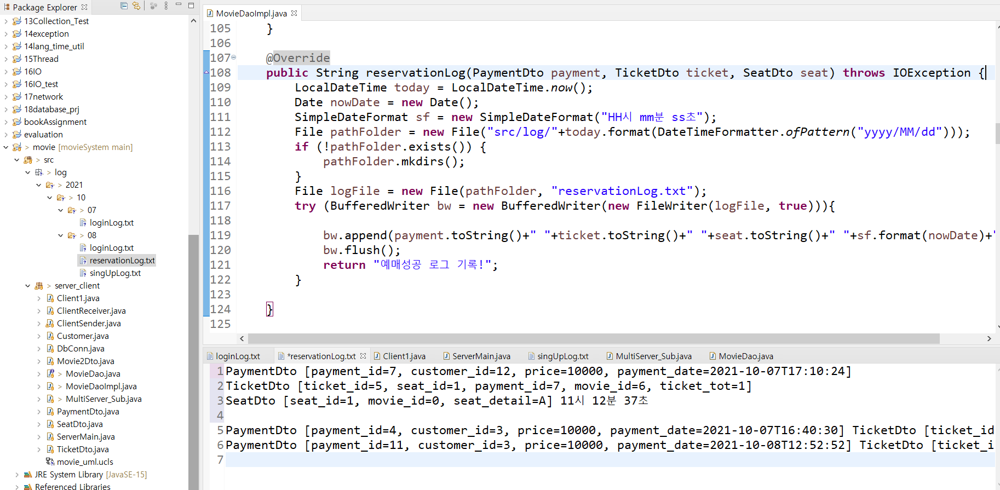 Package Explorer
13Collection_Test
14exception
14lang_time_util
15Thread
16IO
16IO_test
17network
18database_prj
bookAssignment
evaluation
> movie [movieSystem main]
> src
> log
> 2021
> 10
> 07
loginLog.txt
> 08
loginLog.txt
reservationLog.txt
singUpLog.txt
> server_client
Client1.java
ClientReceiver.java
ClientSender.java
Customer.java
DbConn.java
Movie2Dto.java
> MovieDao.java
> MovieDaoImpl.java
> MultiServer_Sub.java
PaymentDto.java
SeatDto.java
ServerMain.java
TicketDto.java
movie_uml.ucls
JRE System Library [JavaSE-15]
Referenced Libraries
MovieDaoImpl.java
105 }
106
107 @Override
108 public String reservationLog(PaymentDto payment, TicketDto ticket, SeatDto seat) throws IOException {
109 LocalDateTime today = LocalDateTime.now();
110 Date nowDate = new Date();
111 SimpleDateFormat sf = new SimpleDateFormat("HH시 mm분 ss초");
112 File pathFolder = new File("src/log/"+today.format(DateTimeFormatter.ofPattern("yyyy/MM/dd")));
113 if (!pathFolder.exists()) {
114 pathFolder.mkdirs();
115 }
116 File logFile = new File(pathFolder, "reservationLog.txt");
117 try (BufferedWriter bw = new BufferedWriter(new FileWriter(logFile, true))){
118
119 bw.append(payment.toString()+" "+ticket.toString()+" "+seat.toString()+" "+sf.format(nowDate)+"
120 bw.flush();
121 return "예매성공 로그 기록!";
122 }
123
124 }
125
loginLog.txt *reservationLog.txt Client1.java ServerMain.java singUpLog.txt MultiServer_Sub.java MovieDao.java
1 PaymentDto [payment_id=7, customer_id=12, price=10000, payment_date=2021-10-07T17:10:24]
2 TicketDto [ticket_id=5, seat_id=1, payment_id=7, movie_id=6, ticket_tot=1]
3 SeatDto [seat_id=1, movie_id=0, seat_detail=A] 11시 12분 37초
4
5 PaymentDto [payment_id=4, customer_id=3, price=10000, payment_date=2021-10-07T16:40:30] TicketDto [ticket_id
6 PaymentDto [payment_id=11, customer_id=3, price=10000, payment_date=2021-10-08T12:52:52] TicketDto [ticket_i
7